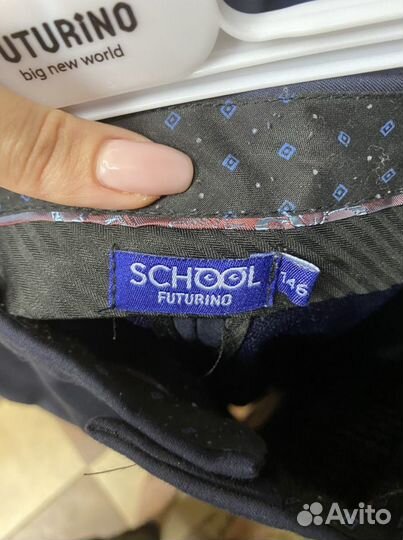 FUTURINO
big new world
SCHOOL
FUTURINO
146
Avito